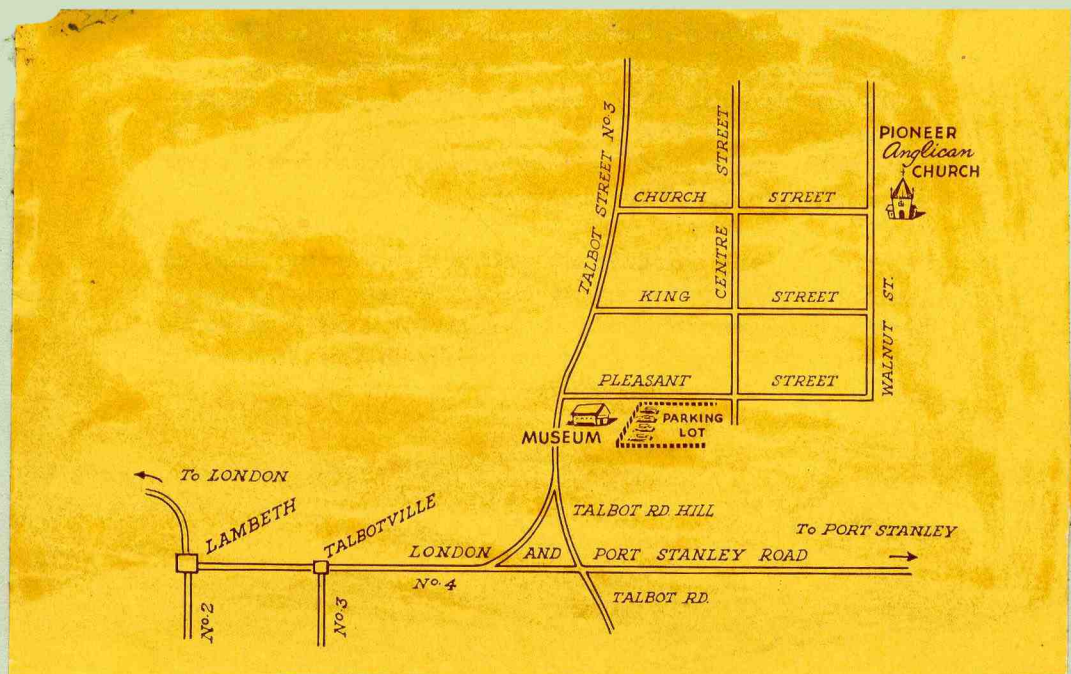 TALBOT STREET No. 3
CENTRE STREET
PIONEER
Anglican
CHURCH
CHURCH STREET
KING STREET
WALNUT ST.
PLEASANT STREET
MUSEUM
PARKING
LOT
To LONDON
LAMBETH
TALBOTVILLE
TALBOT RD. HILL
To PORT STANLEY
LONDON AND PORT STANLEY ROAD
No. 4
No. 2
No. 3
TALBOT RD.